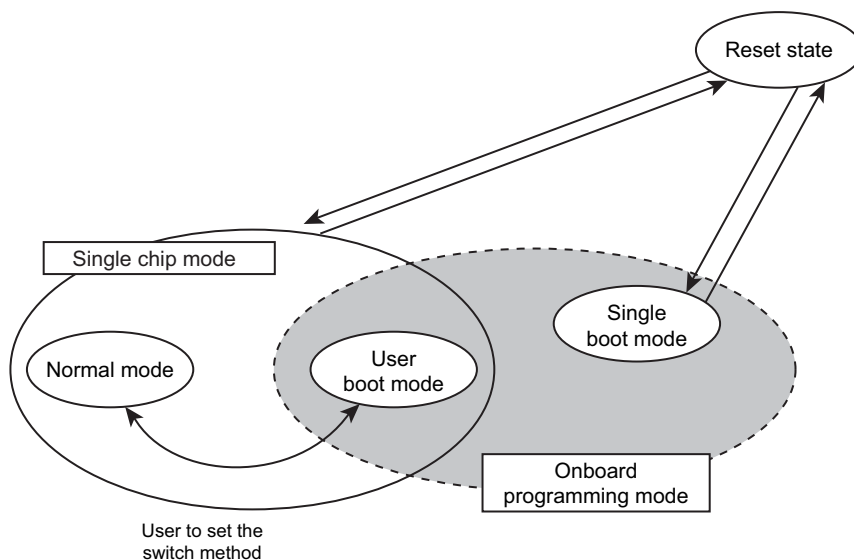 Reset state
Single chip mode
Single
boot mode
Normal mode
User
boot mode
Onboard
programming mode
User to set the
switch method